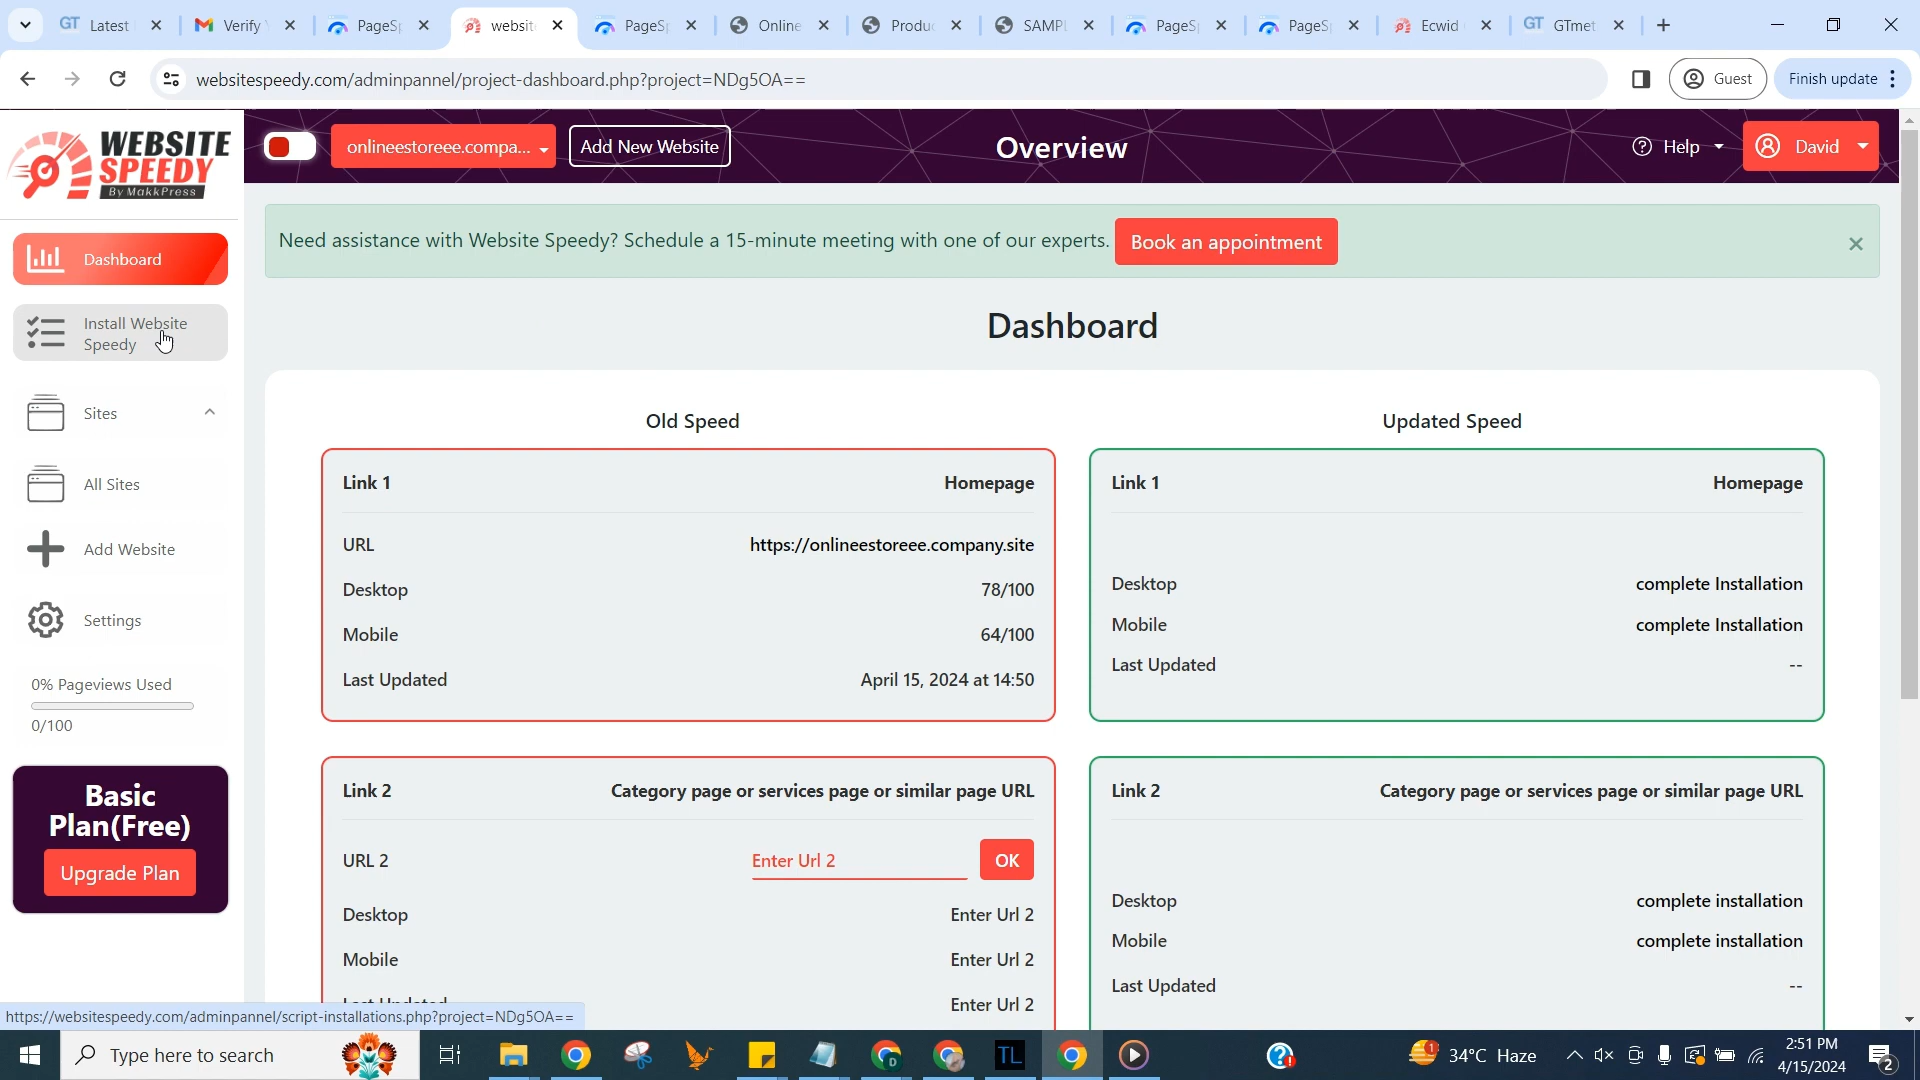 GT Latest
Verify
PageSp
websit
PageSp
Online
Produc
SAMPL
PageSp
PageSp
Ecwid
GT GTmet
websitespeedy.com/adminpannel/project-dashboard.php?project=NDg5OA==
Guest
Finish update
WEBSITE
SPEEDY
By MakkPress
onlineestoreee.compa...
Add New Website
Overview
Help
David
Need assistance with Website Speedy? Schedule a 15-minute meeting with one of our experts.
Book an appointment
Dashboard
Install Website
Speedy
Sites
All Sites
Add Website
Settings
0% Pageviews Used
0/100
Basic
Plan(Free)
Upgrade Plan
Dashboard
Old Speed
Link 1 Homepage
URL https://onlineestoreee.company.site
Desktop 78/100
Mobile 64/100
Last Updated April 15, 2024 at 14:50
Link 2 Category page or services page or similar page URL
URL 2 Enter Url 2 OK
Desktop Enter Url 2
Mobile Enter Url 2
Last Updated Enter Url 2
Updated Speed
Link 1 Homepage
Desktop complete Installation
Mobile complete Installation
Last Updated --
Link 2 Category page or services page or similar page URL
Desktop complete installation
Mobile complete installation
Last Updated --
https://websitespeedy.com/adminpannel/script-installations.php?project=NDg5OA==
Type here to search
TL
34°C Haze
2:51 PM
4/15/2024
2